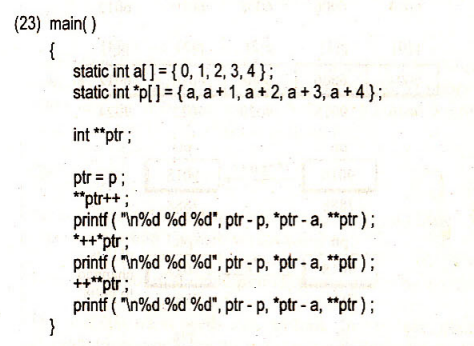 (23) main( )
{
static int a[ ] = { 0, 1, 2, 3, 4 } ;
static int *p[ ] = { a, a + 1, a + 2, a + 3, a + 4 } ;
int **ptr ;
ptr = p ;
**ptr++ ;
printf ( "\n%d %d %d", ptr - p, *ptr - a, **ptr ) ;
*++*ptr ;
printf ( "\n%d %d %d", ptr - p, *ptr - a, **ptr ) ;
++**ptr ;
printf ( "\n%d %d %d", ptr - p, *ptr - a, **ptr ) ;
}